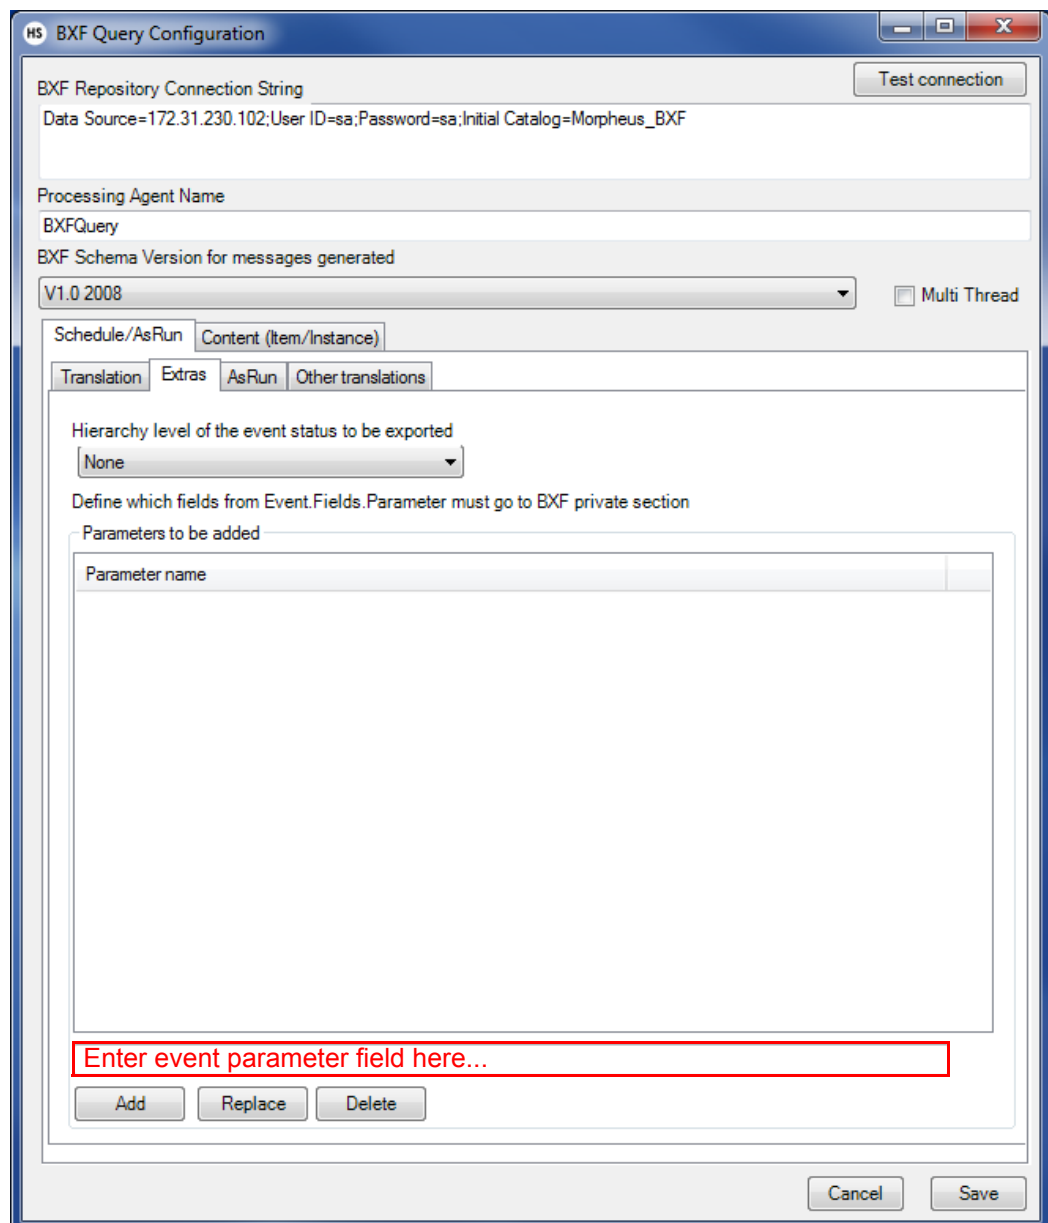 HS BXF Query Configuration
X
Test connection
BXF Repository Connection String
Data Source=172.31.230.102;User ID=sa;Password=sa;Initial Catalog=Morpheus_BXF
Processing Agent Name
BXFQuery
BXF Schema Version for messages generated
V1.0 2008
Multi Thread
Schedule/AsRun Content (Item/Instance)
Translation Extras AsRun Other translations
Hierarchy level of the event status to be exported
None
Define which fields from Event.Fields.Parameter must go to BXF private section
Parameters to be added
Parameter name
Enter event parameter field here...
Add Replace Delete
Cancel Save